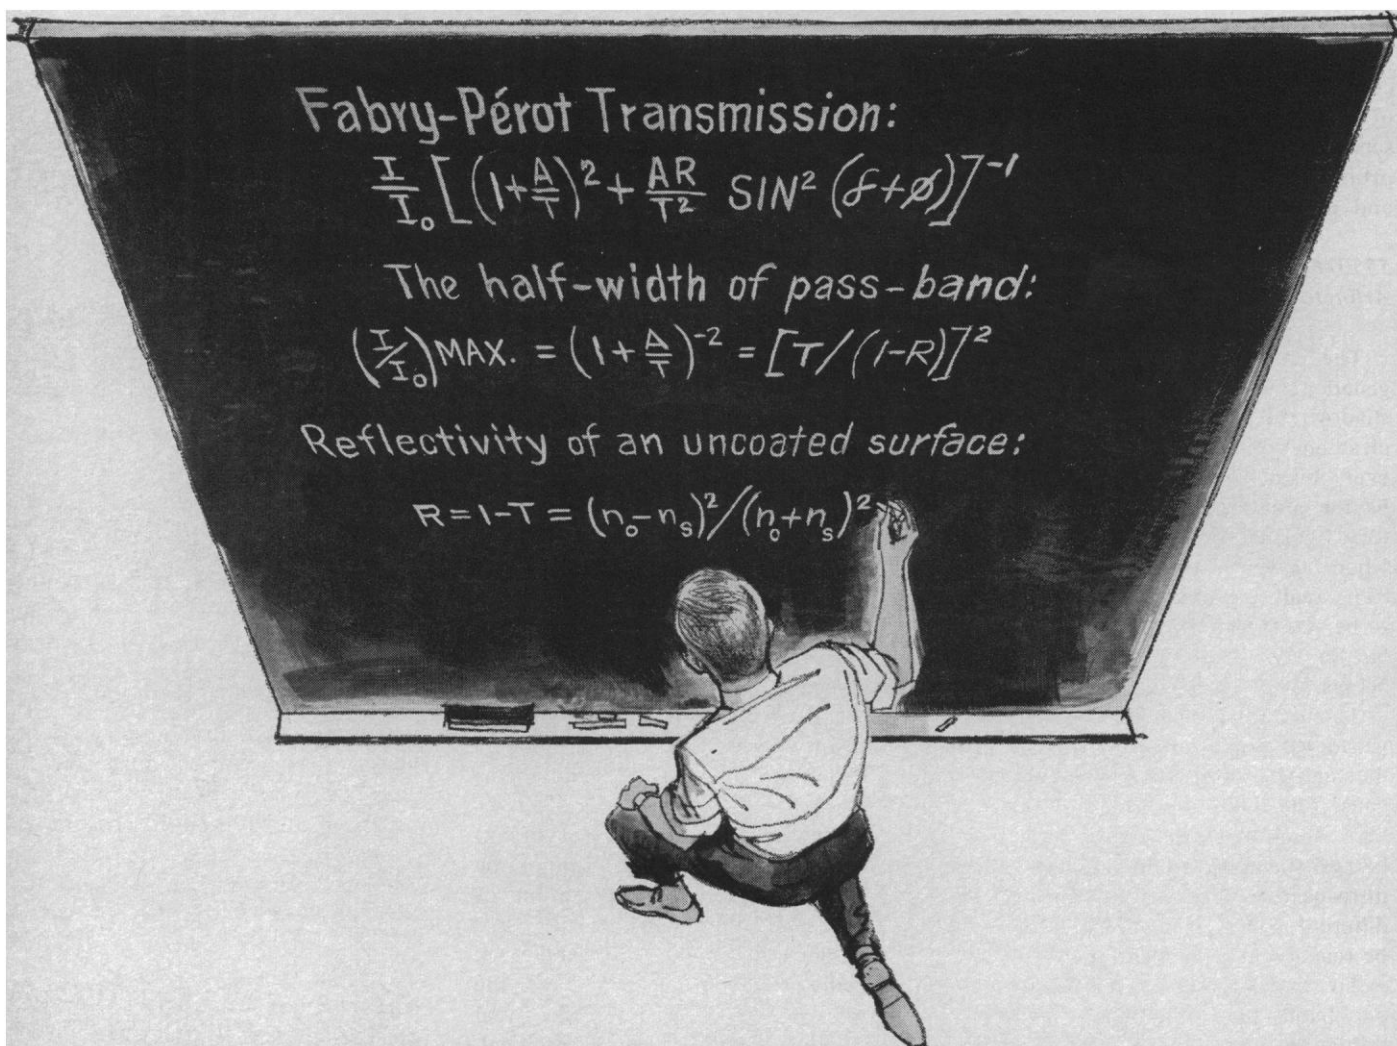 Fabry-Pérot Transmission:
I/I₀ [(1+A/T)² + AR/T² SIN² (δ+ø)]⁻¹
The half-width of pass-band:
(I/I₀) MAX. = (1+A/T)⁻² = [T/(1-R)]²
Reflectivity of an uncoated surface:
R=1-T = (n₀-nₛ)²/(n₀+nₛ)²